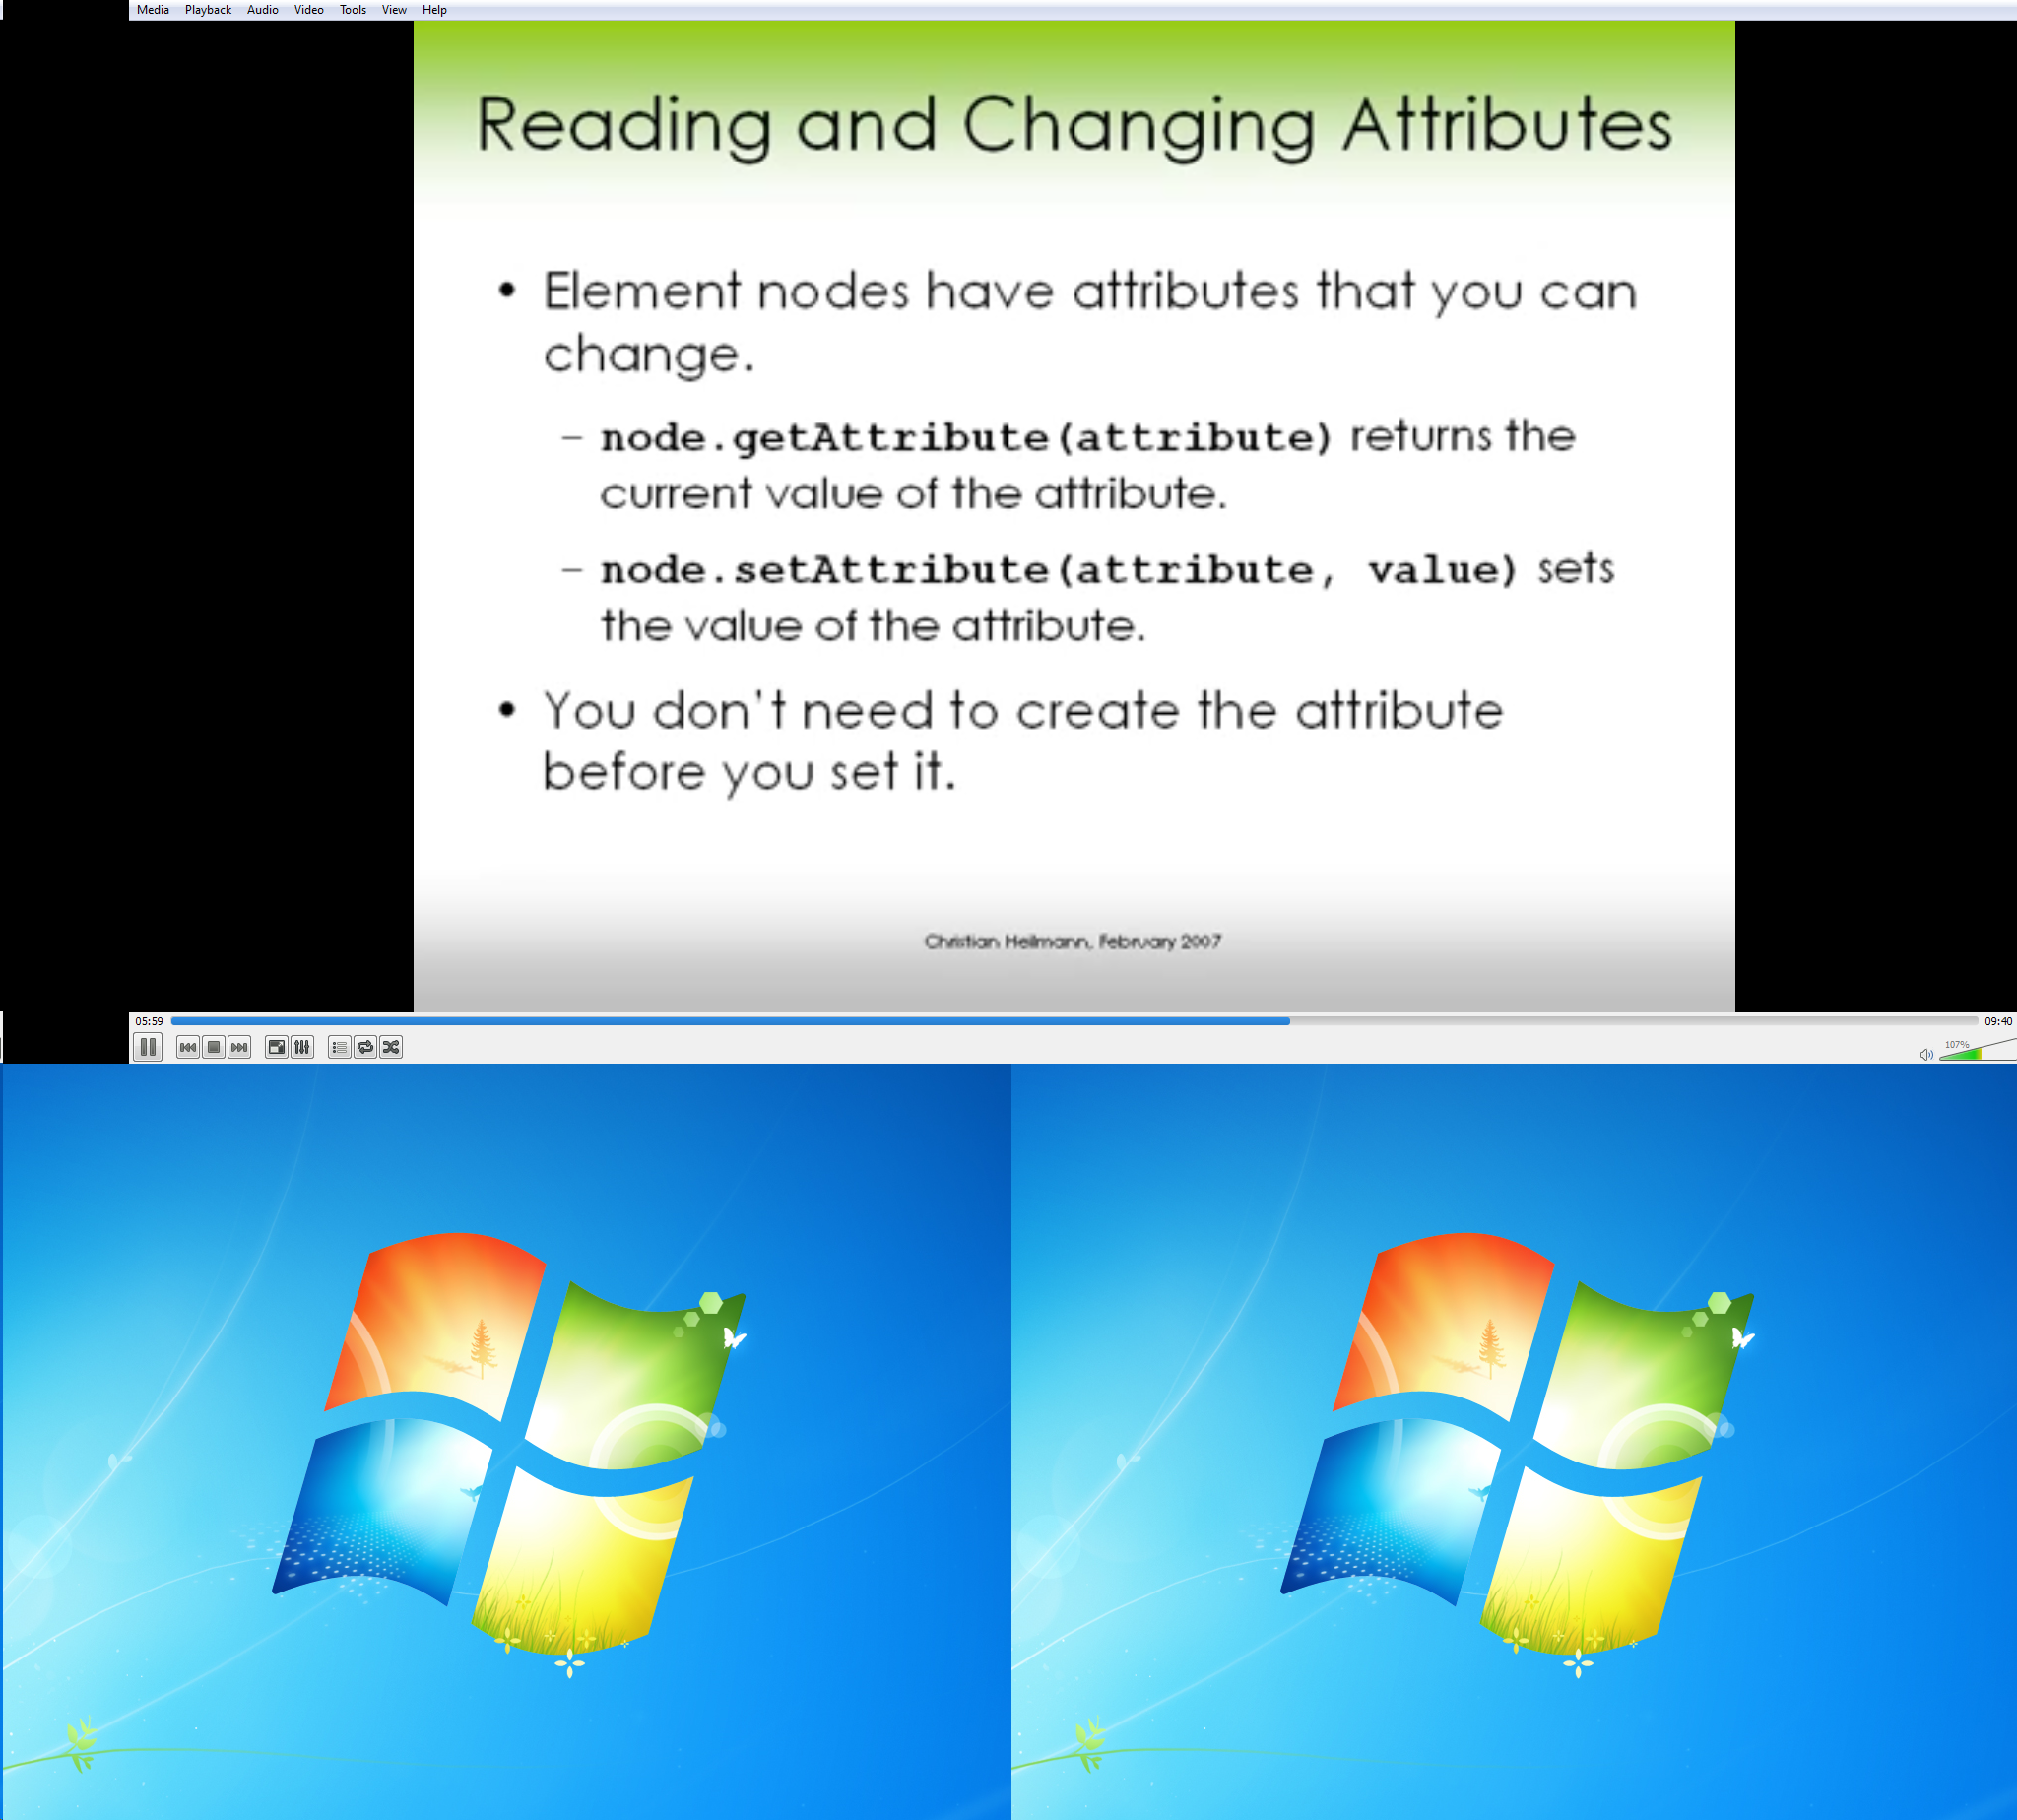 Media Playback Audio Video Tools View Help
Reading and Changing Attributes
• Element nodes have attributes that you can
change.
– node.getAttribute(attribute) returns the
current value of the attribute.
– node.setAttribute(attribute, value) sets
the value of the attribute.
• You don't need to create the attribute
before you set it.
Christian Heilmann, February 2007
05:59 09:40
107%